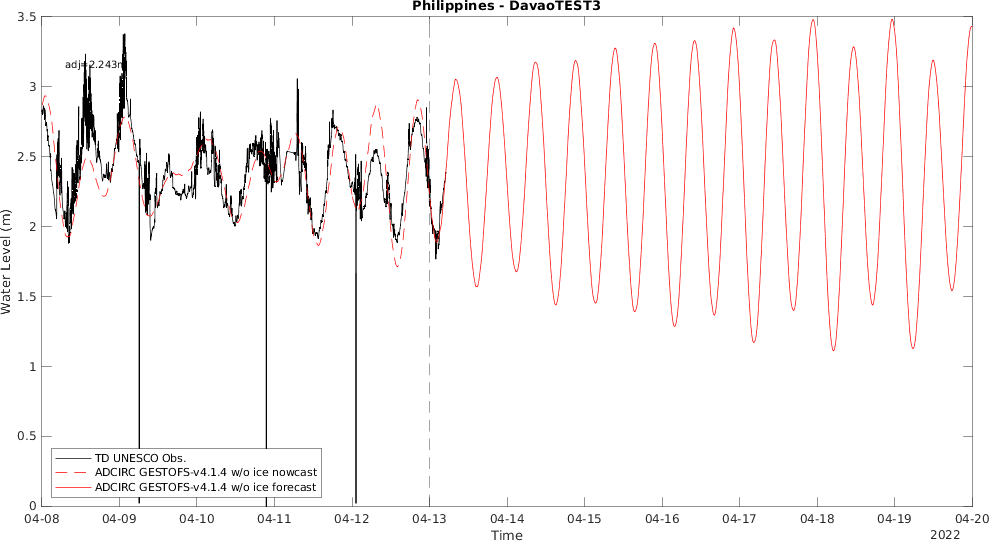 Philippines - DavaoTEST3
3.5
3
2.5
2
1.5
1
0.5
0
Water Level (m)
adj=2.243m
TD UNESCO Obs.
ADCIRC GESTOFS-v4.1.4 w/o ice nowcast
ADCIRC GESTOFS-v4.1.4 w/o ice forecast
04-08 04-09 04-10 04-11 04-12 04-13 04-14 04-15 04-16 04-17 04-18 04-19 04-20
Time
2022